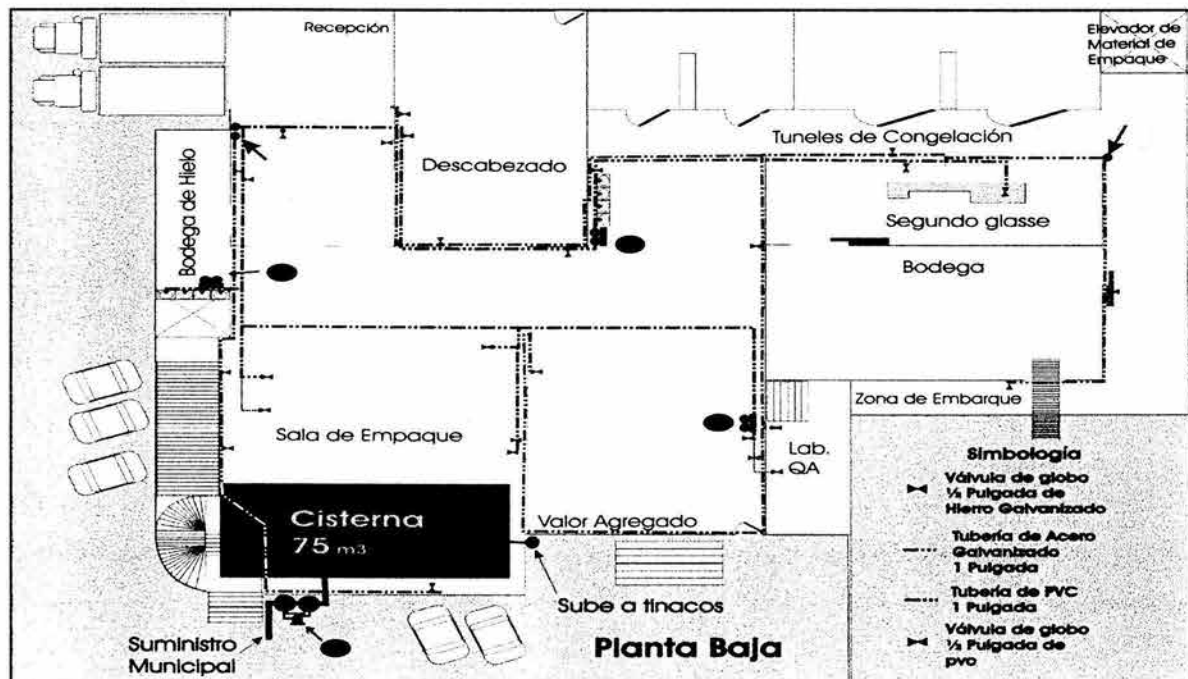 Recepción
Elevador de
Material de
Empaque
Tuneles de Congelación
Descabezado
Bodega de Hielo
Segundo glasse
Bodega
Zona de Embarque
Sala de Empaque
Lab.
QA
Simbología
Válvula de globo
½ Pulgada de
Hierro Galvanizado
Cisterna
75 m3
Valor Agregado
Tubería de Acero
Galvanizado
1 Pulgada
Sube a tinacos
Tubería de PVC
1 Pulgada
Suministro
Municipal
Planta Baja
Válvula de globo
½ Pulgada de
pvc